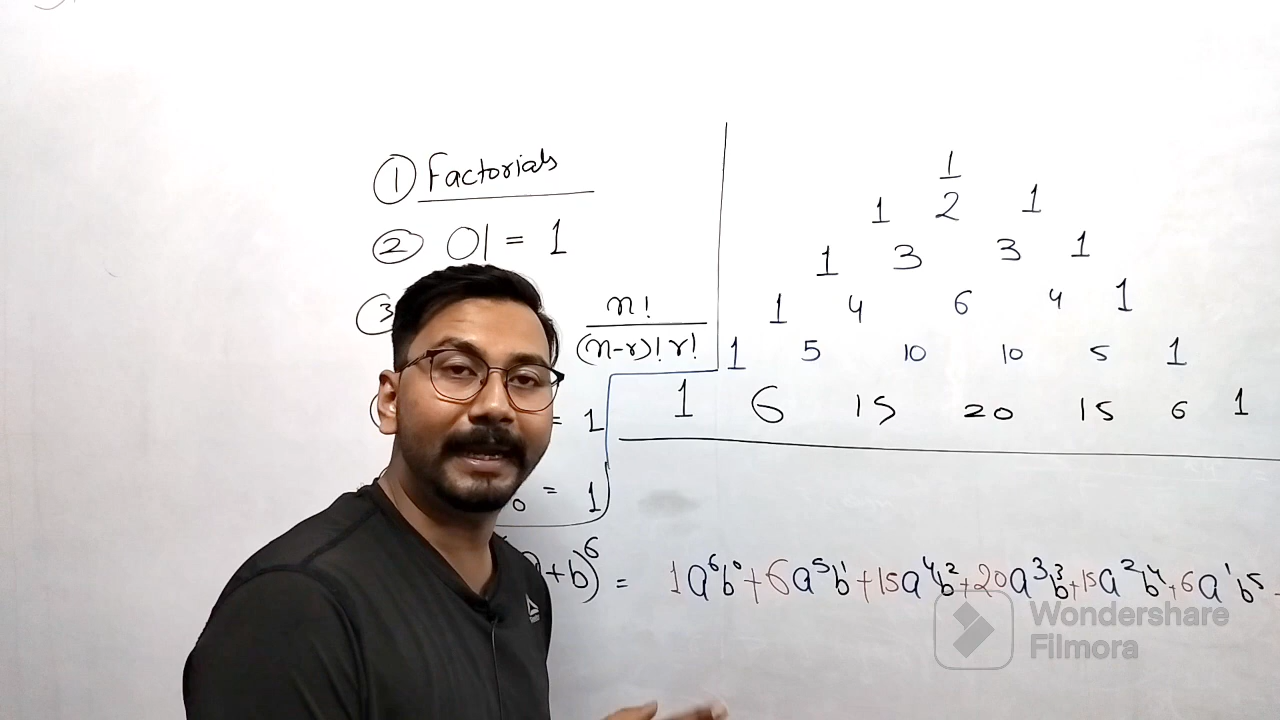 ① Factorials
② 0! = 1
③ n! / (n-r)! r!
= 1
0 = 1
+b)⁶ = 1a⁶b⁰+6a⁵b¹+15a⁴b²+20a³b³+15a²b⁴+6a¹b⁵
1
1 2 1
1 3 3 1
1 4 6 4 1
1 5 10 10 5 1
1 6 15 20 15 6 1
Wondershare
Filmora